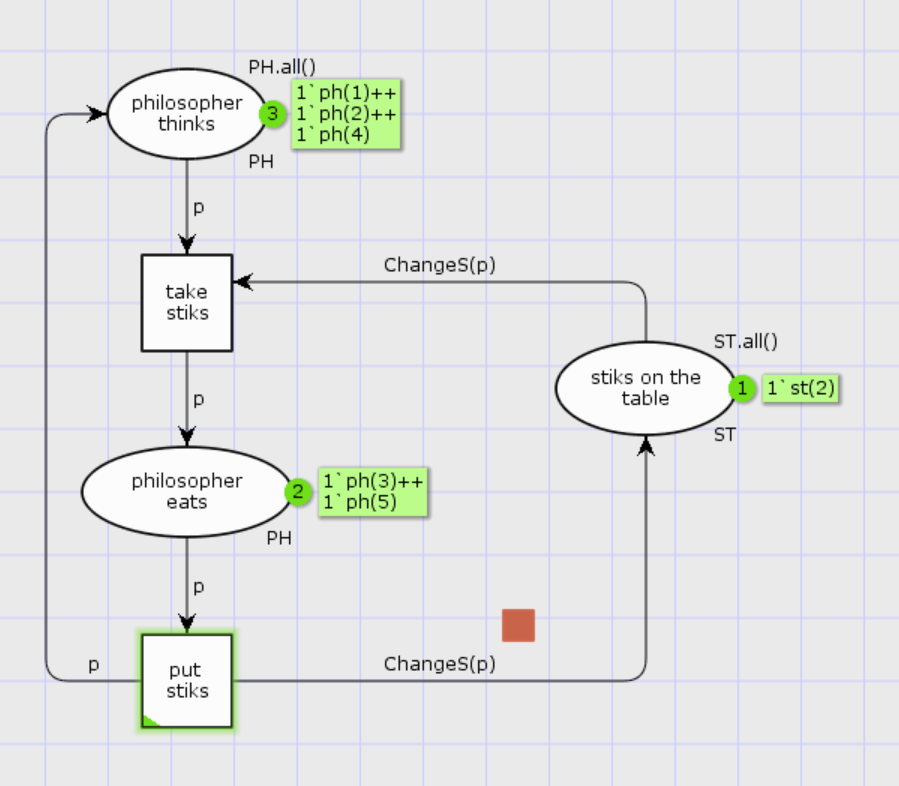 PH.all()
philosopher
thinks
3
1`ph(1)++
1`ph(2)++
1`ph(4)
PH
p
ChangeS(p)
take
stiks
ST.all()
stiks on the
table
1
1`st(2)
ST
p
philosopher
eats
2
1`ph(3)++
1`ph(5)
PH
p
p
put
stiks
ChangeS(p)